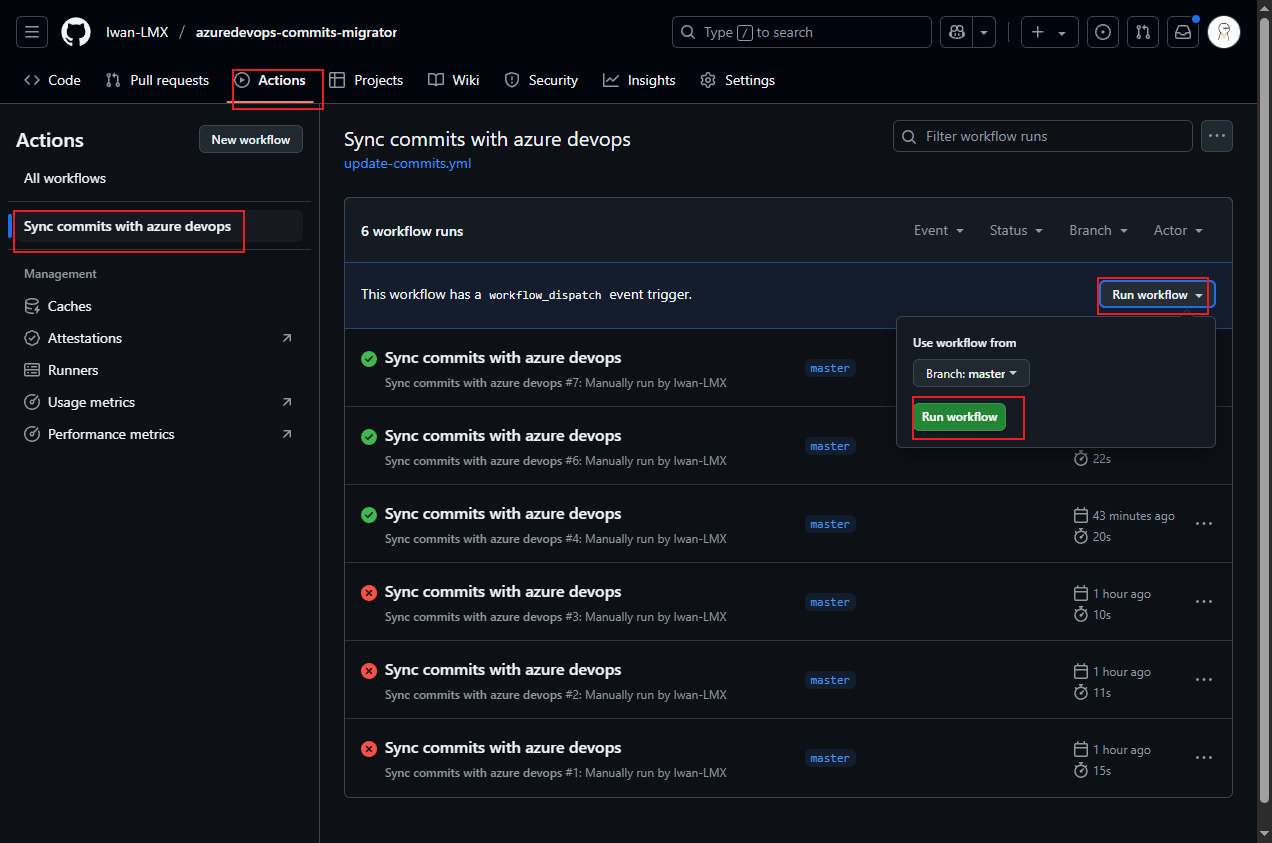 Iwan-LMX / azuredevops-commits-migrator
Type / to search
Code
Pull requests
Actions
Projects
Wiki
Security
Insights
Settings
Actions
New workflow
All workflows
Sync commits with azure devops
Management
Caches
Attestations
Runners
Usage metrics
Performance metrics
Sync commits with azure devops
update-commits.yml
Filter workflow runs
6 workflow runs
Event
Status
Branch
Actor
This workflow has a workflow_dispatch event trigger.
Run workflow
Use workflow from
Branch: master
Run workflow
Sync commits with azure devops
Sync commits with azure devops #7: Manually run by Iwan-LMX
master
Sync commits with azure devops
Sync commits with azure devops #6: Manually run by Iwan-LMX
master
22s
Sync commits with azure devops
Sync commits with azure devops #4: Manually run by Iwan-LMX
master
43 minutes ago
20s
Sync commits with azure devops
Sync commits with azure devops #3: Manually run by Iwan-LMX
master
1 hour ago
10s
Sync commits with azure devops
Sync commits with azure devops #2: Manually run by Iwan-LMX
master
1 hour ago
11s
Sync commits with azure devops
Sync commits with azure devops #1: Manually run by Iwan-LMX
master
1 hour ago
15s